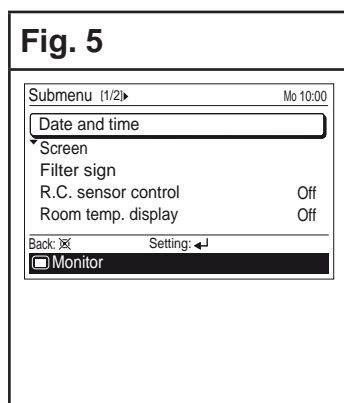 Fig. 5
Submenu [1/2] Mo 10:00
Date and time
Screen
Filter sign
R.C. sensor control Off
Room temp. display Off
Back: Setting:
Monitor